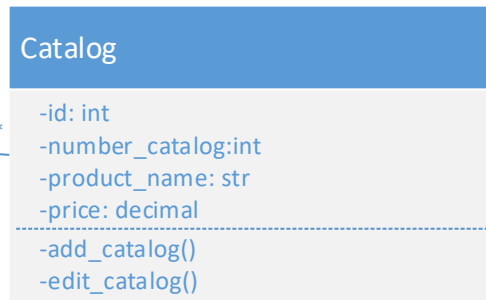 Catalog
-id: int
*
-number_catalog:int
-product_name: str
-price: decimal
-add_catalog()
-edit_catalog()